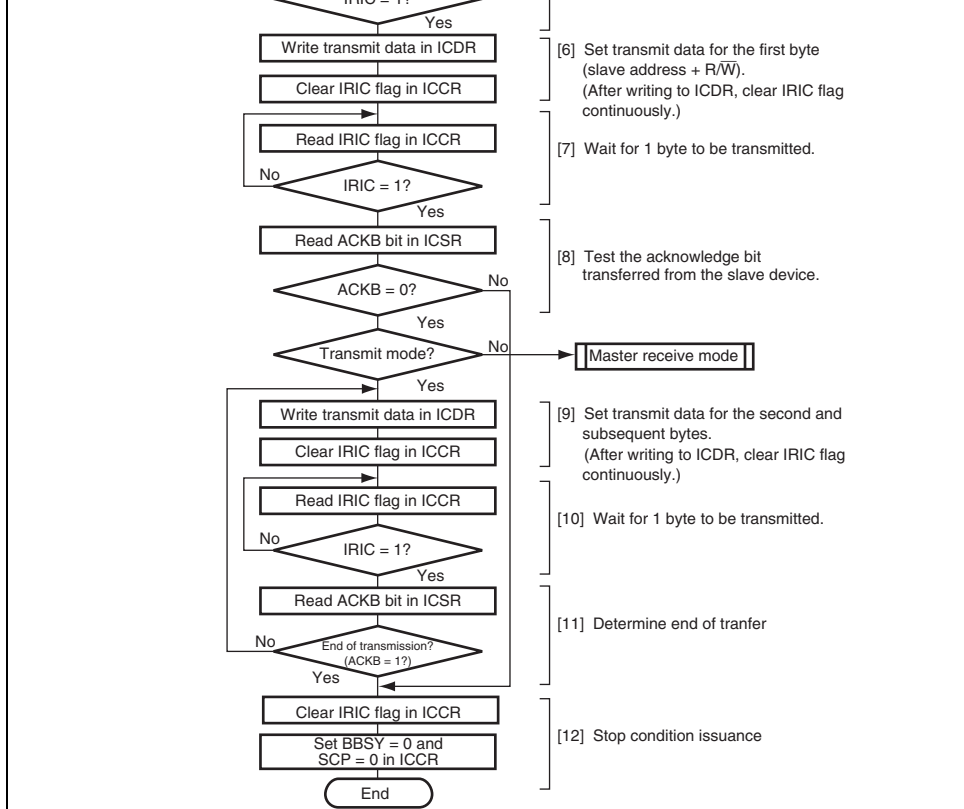 IRIC = 1?
Yes
Write transmit data in ICDR
[6] Set transmit data for the first byte
(slave address + R/W̅).
Clear IRIC flag in ICCR
(After writing to ICDR, clear IRIC flag
continuously.)
Read IRIC flag in ICCR
[7] Wait for 1 byte to be transmitted.
No
IRIC = 1?
Yes
Read ACKB bit in ICSR
[8] Test the acknowledge bit
transferred from the slave device.
ACKB = 0?
No
Yes
Transmit mode?
No
Master receive mode
Yes
Write transmit data in ICDR
[9] Set transmit data for the second and
subsequent bytes.
Clear IRIC flag in ICCR
(After writing to ICDR, clear IRIC flag
continuously.)
Read IRIC flag in ICCR
[10] Wait for 1 byte to be transmitted.
No
IRIC = 1?
Yes
Read ACKB bit in ICSR
[11] Determine end of tranfer
No
End of transmission?
(ACKB = 1?)
Yes
Clear IRIC flag in ICCR
[12] Stop condition issuance
Set BBSY = 0 and
SCP = 0 in ICCR
End